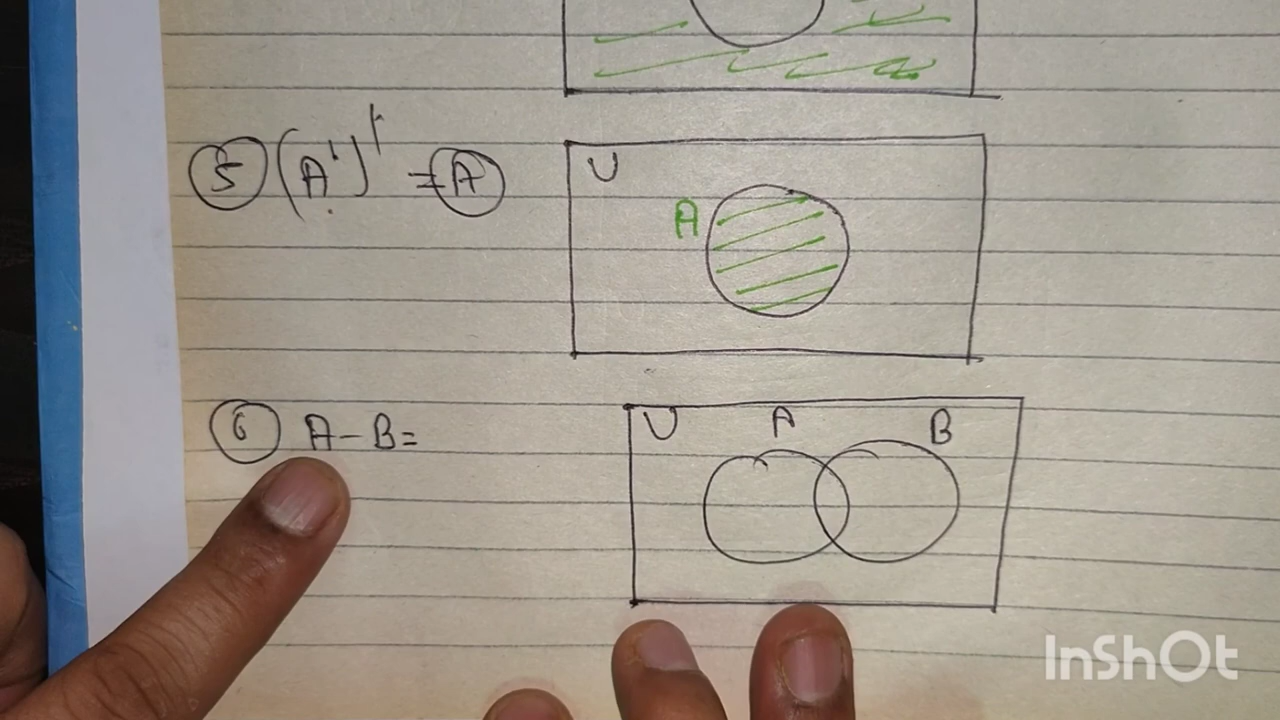 5 (A')' = A
U
A
6 A-B=
U A B
InShOt